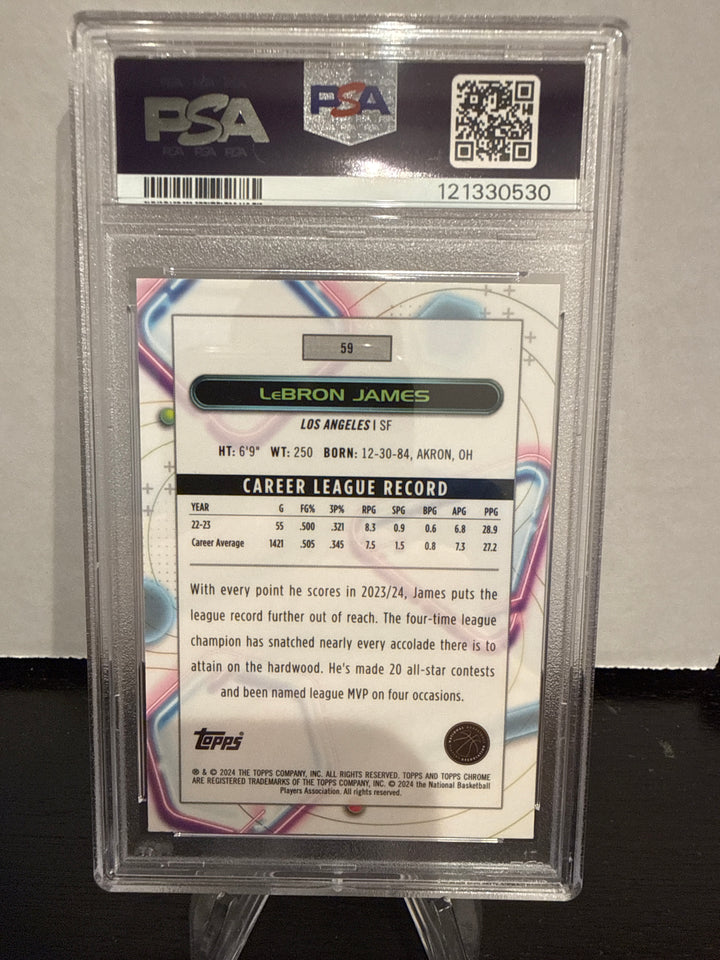 PSA
PSA
PSA PSA PSA
121330530
59
LeBRON JAMES
LOS ANGELES | SF
HT: 6'9" WT: 250 BORN: 12-30-84, AKRON, OH
CAREER LEAGUE RECORD
YEAR G FG% 3P% RPG SPG BPG APG PPG
22-23 55 .500 .321 8.3 0.9 0.6 6.8 28.9
Career Average 1421 .505 .345 7.5 1.5 0.8 7.3 27.2
With every point he scores in 2023/24, James puts the
league record further out of reach. The four-time league
champion has snatched nearly every accolade there is to
attain on the hardwood. He's made 20 all-star contests
and been named league MVP on four occasions.
Topps
® & © 2024 THE TOPPS COMPANY, INC. ALL RIGHTS RESERVED. TOPPS AND TOPPS CHROME
ARE REGISTERED TRADEMARKS OF THE TOPPS COMPANY, INC. © 2024 the National Basketball
Players Association. All rights reserved.